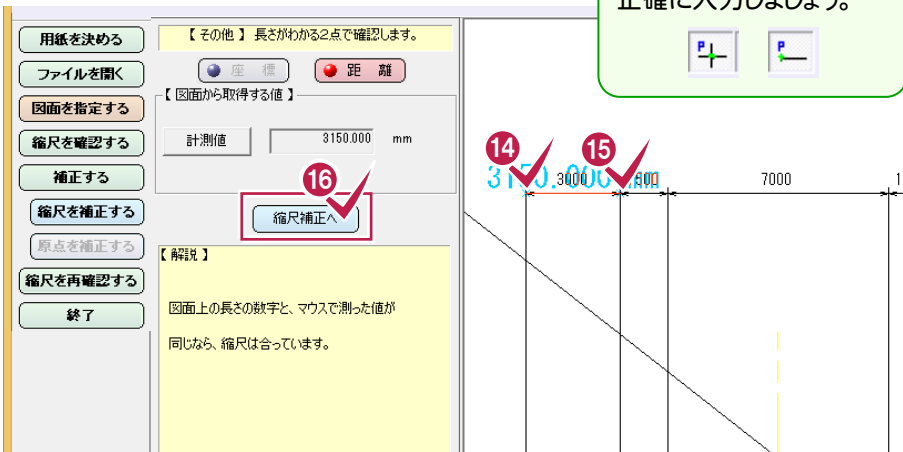 正確に入力しましょう。
用紙を決める
ファイルを開く
図面を指定する
縮尺を確認する
補正する
縮尺を補正する
原点を補正する
縮尺を再確認する
終了
【 その他 】 長さがわかる2点で確認します。
座 標
距 離
【 図面から取得する値 】
計測値
3150.000 mm
16
縮尺補正へ
【 解説 】
図面上の長さの数字と、マウスで測った値が
同じなら、縮尺は合っています。
P
P
14
15
3150.000 mm
3000
7000
1